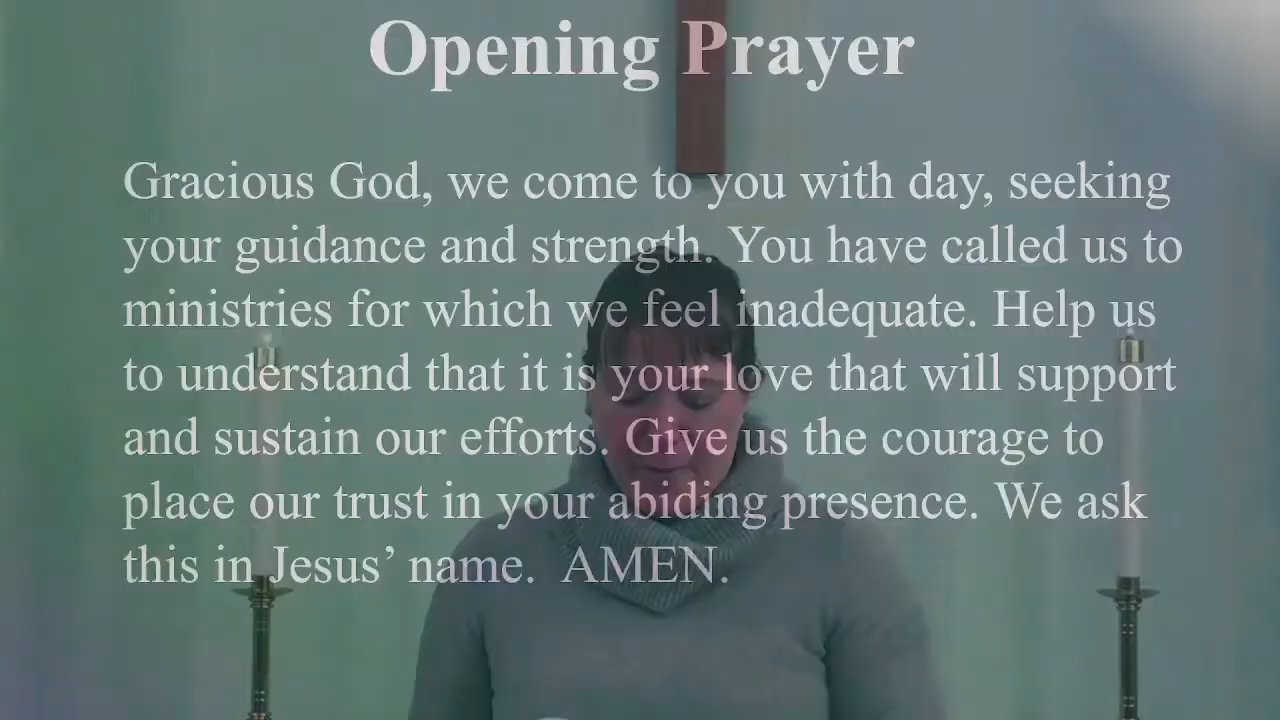 Opening Prayer
Gracious God, we come to you with day, seeking
your guidance and strength. You have called us to
ministries for which we feel inadequate. Help us
to understand that it is your love that will support
and sustain our efforts. Give us the courage to
place our trust in your abiding presence. We ask
this in Jesus’ name.  AMEN.